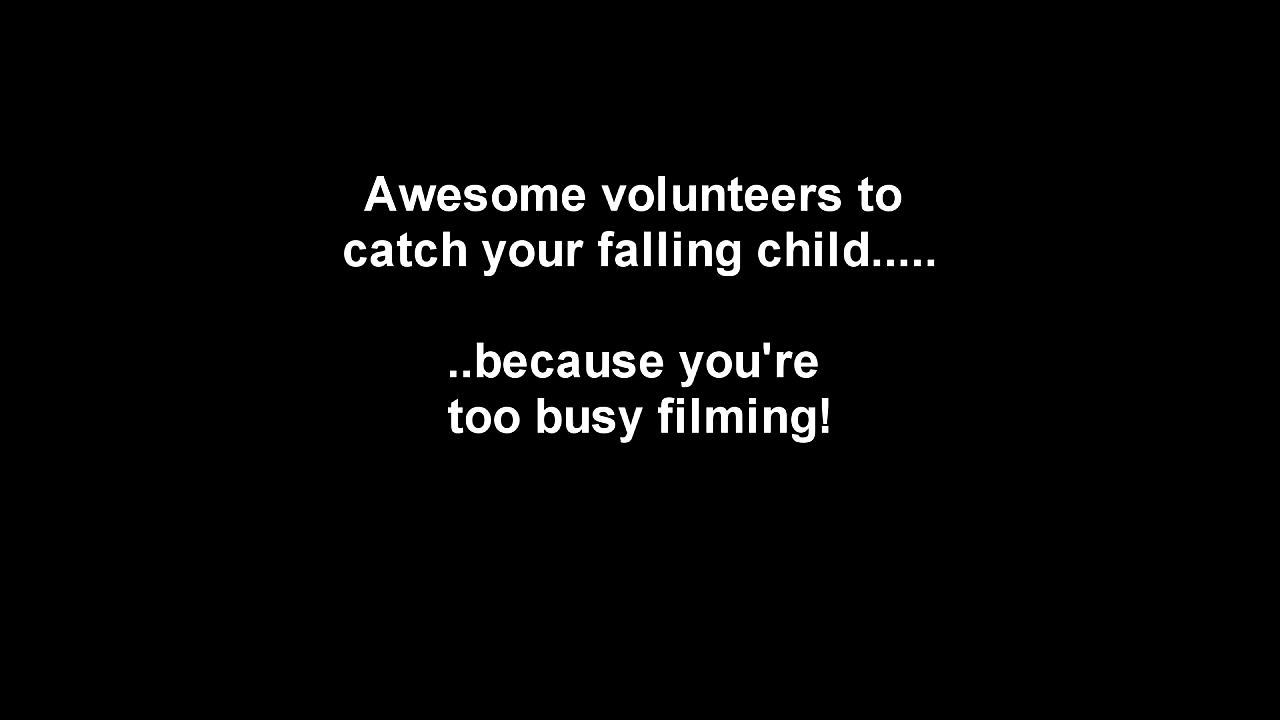 Awesome volunteers to
catch your falling child.....
..because you're
too busy filming!